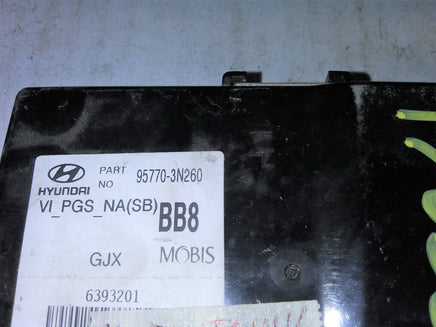 PART NO 95770-3N260
HYUNDAI
VI_PGS_NA(SB) BB8
GJX MOBIS
6393201